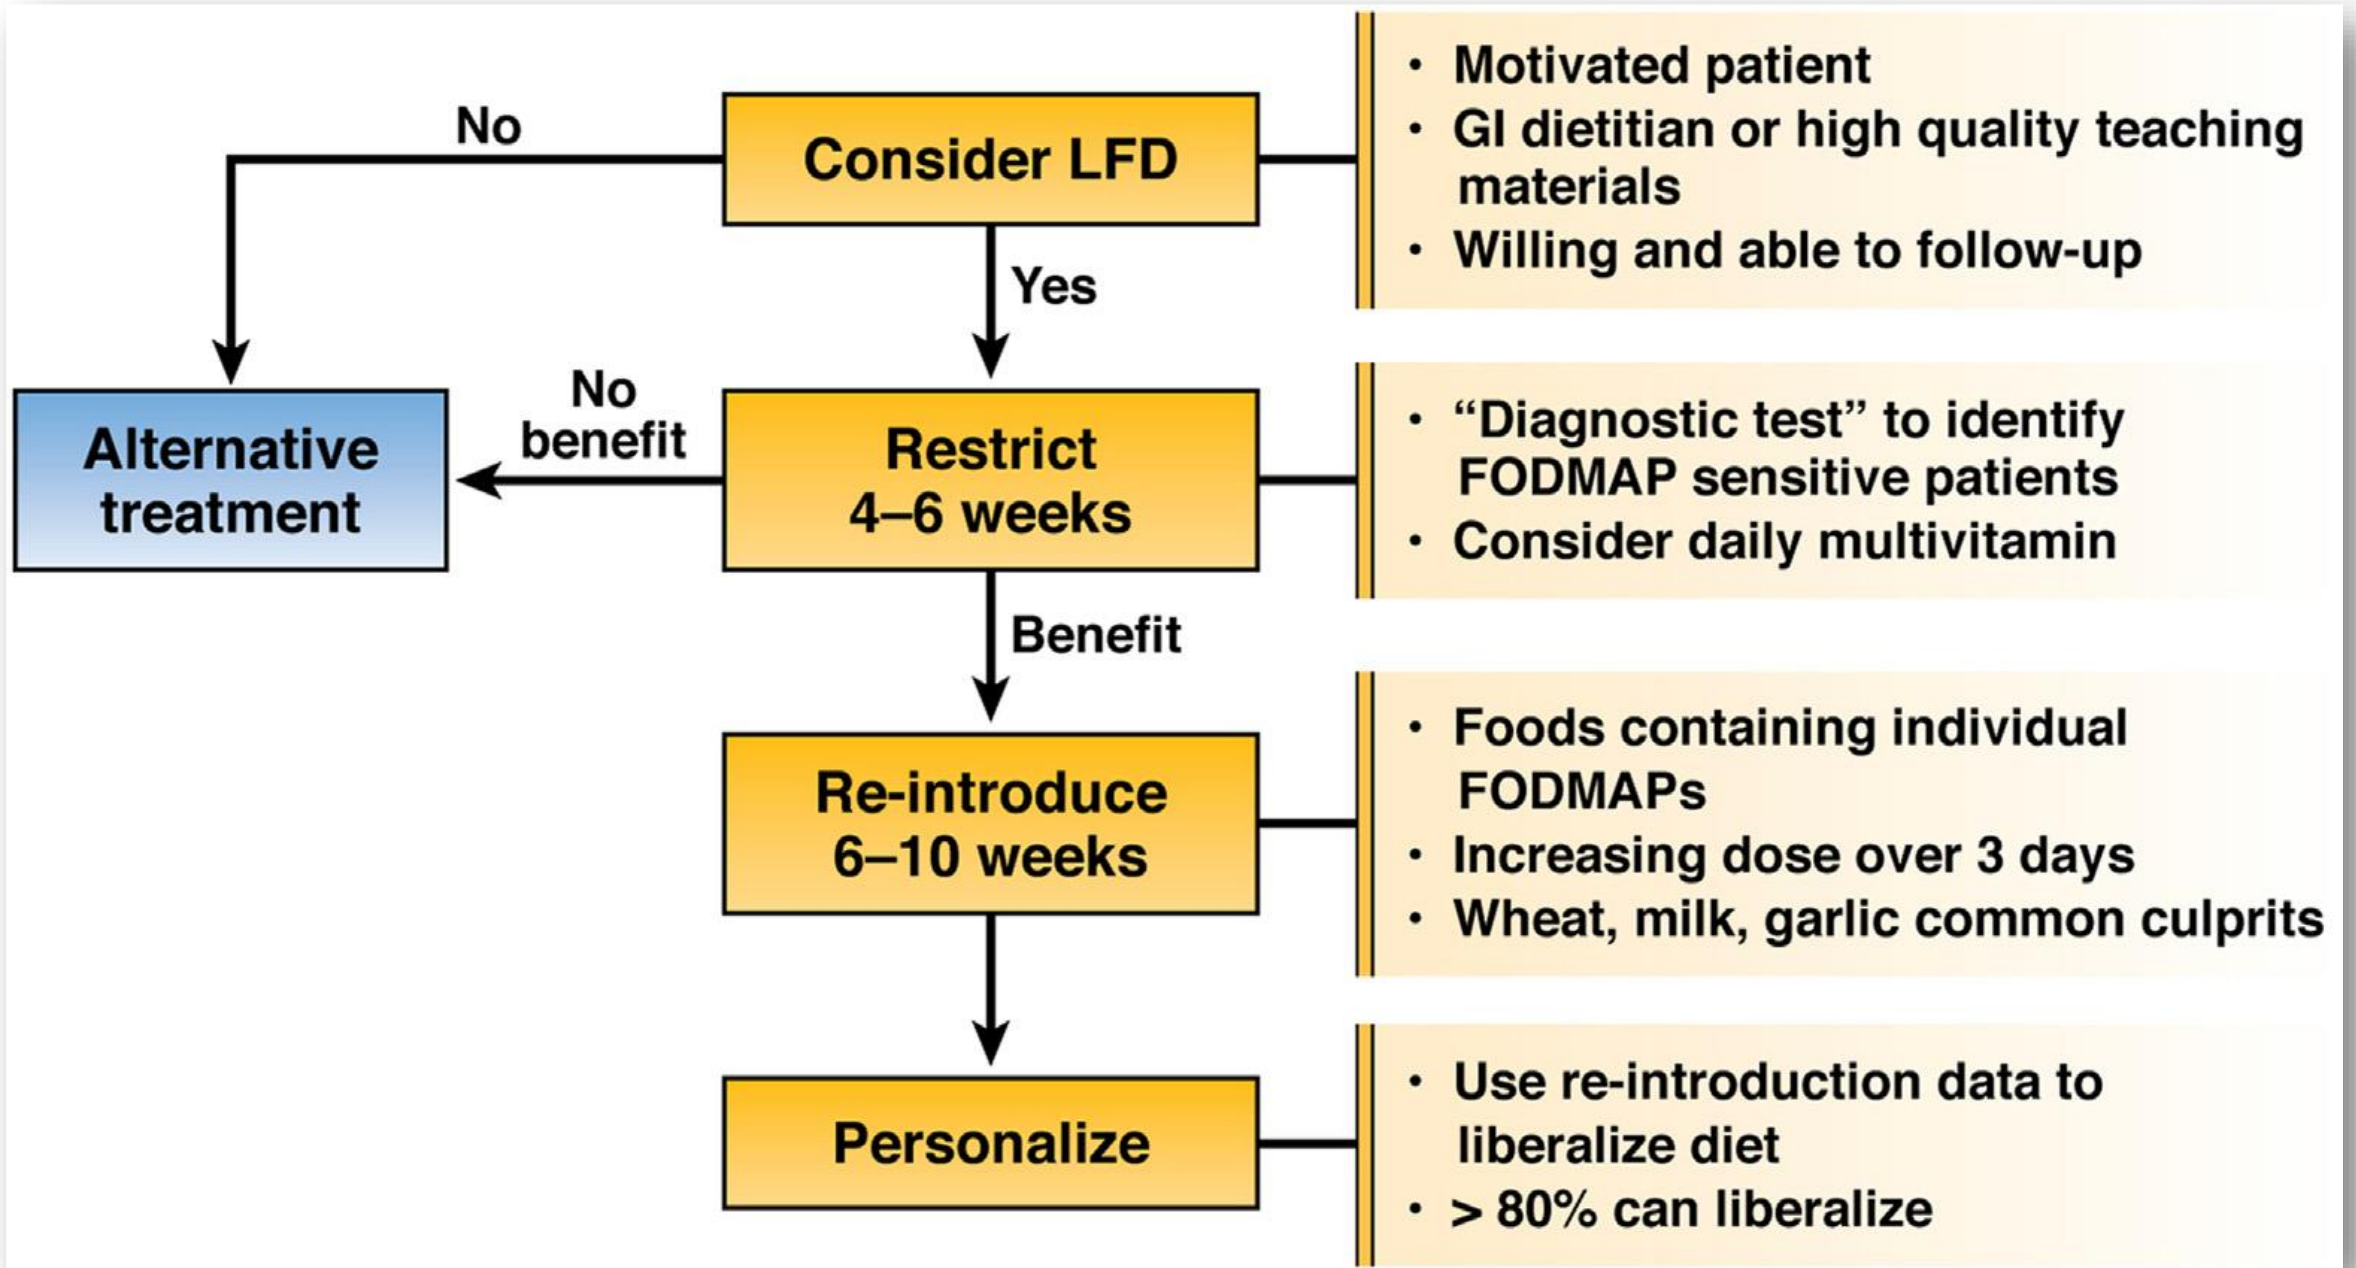 No
Consider LFD
• Motivated patient
• GI dietitian or high quality teaching
materials
• Willing and able to follow-up
Yes
Alternative
treatment
No
benefit
Restrict
4–6 weeks
• “Diagnostic test” to identify
FODMAP sensitive patients
• Consider daily multivitamin
Benefit
Re-introduce
6–10 weeks
• Foods containing individual
FODMAPs
• Increasing dose over 3 days
• Wheat, milk, garlic common culprits
Personalize
• Use re-introduction data to
liberalize diet
• > 80% can liberalize